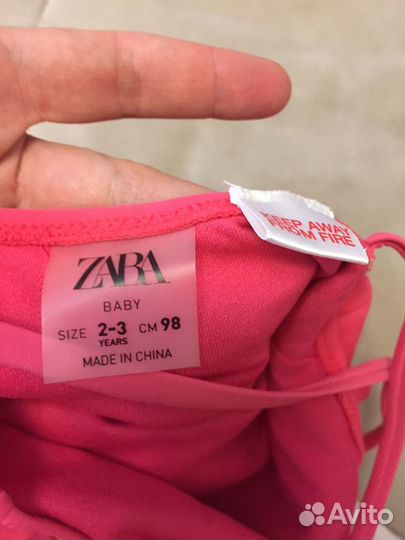 ZARA
BABY
SIZE 2-3 CM 98
YEARS
MADE IN CHINA
KEEP AWAY
FROM FIRE
Avito